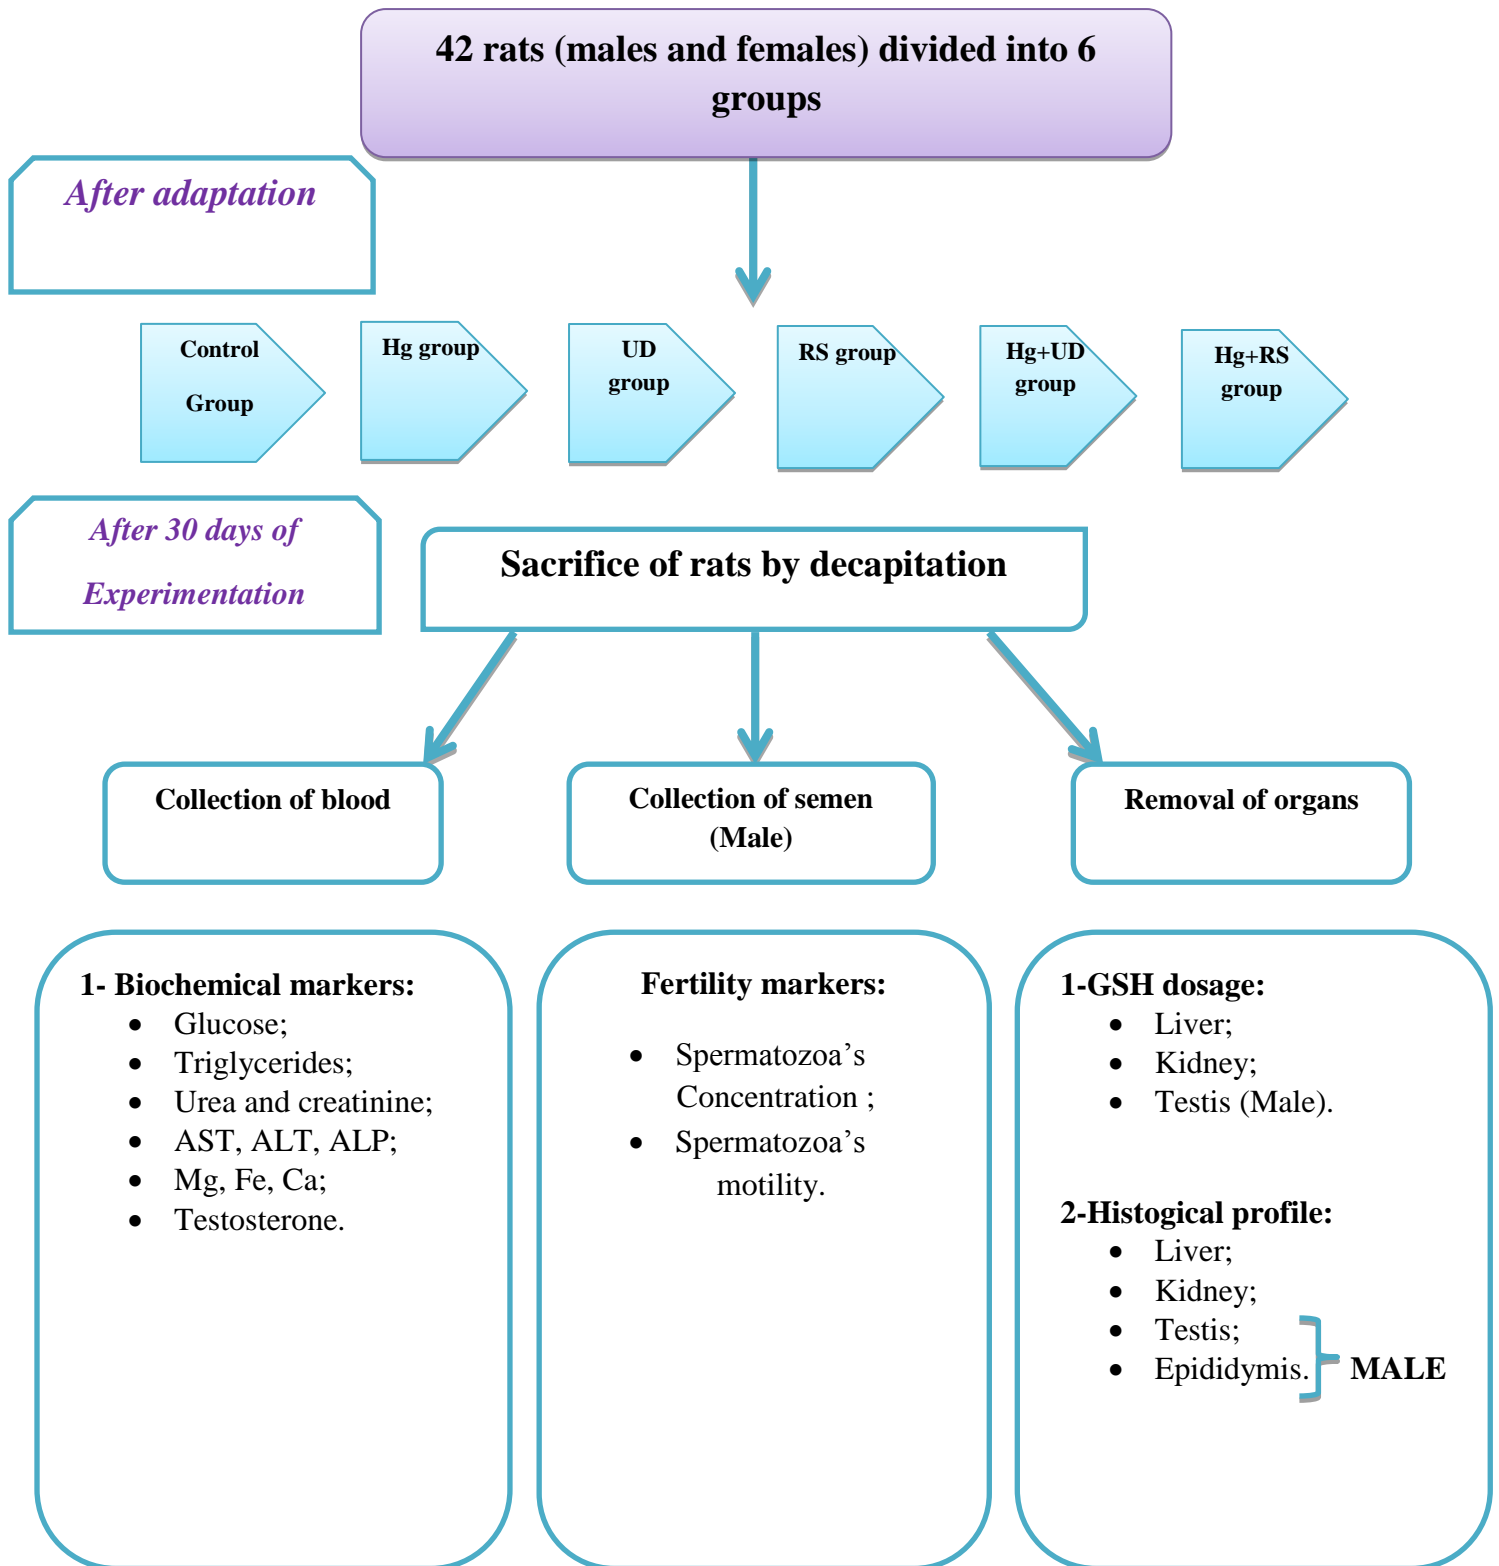 42 rats (males and females) divided into 6
groups
After adaptation
Control
Group
Hg group
UD
group
RS group
Hg+UD
group
Hg+RS
group
After 30 days of
Experimentation
Sacrifice of rats by decapitation
Collection of blood
Collection of semen
(Male)
Removal of organs
1- Biochemical markers:
• Glucose;
• Triglycerides;
• Urea and creatinine;
• AST, ALT, ALP;
• Mg, Fe, Ca;
• Testosterone.
Fertility markers:
• Spermatozoa’s
Concentration ;
• Spermatozoa’s
motility.
1-GSH dosage:
• Liver;
• Kidney;
• Testis (Male).
2-Histogical profile:
• Liver;
• Kidney;
• Testis;
• Epididymis.
MALE